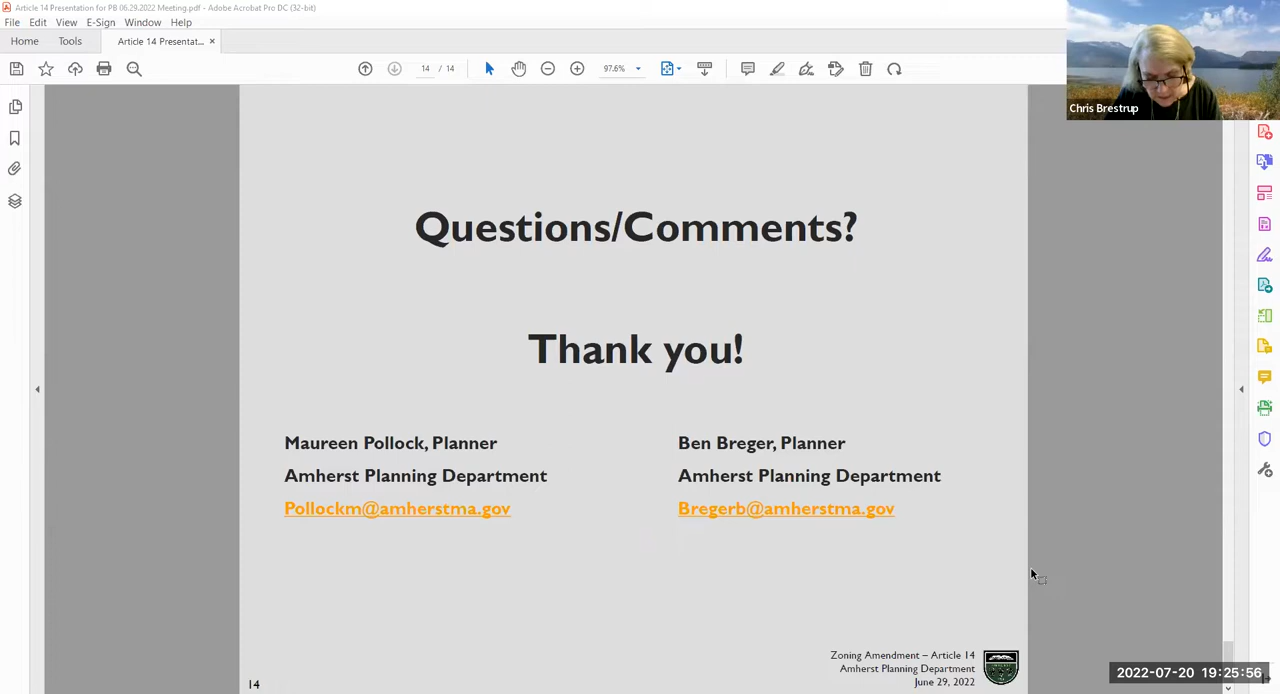 Article 14 Presentation for PB 06.29.2022 Meeting.pdf - Adobe Acrobat Pro DC (32-bit)
File Edit View E-Sign Window Help
Home Tools Article 14 Presentat... ×
14 / 14 97.6%
Chris Brestrup
Questions/Comments?
Thank you!
Maureen Pollock, Planner
Amherst Planning Department
Pollockm@amherstma.gov
Ben Breger, Planner
Amherst Planning Department
Bregerb@amherstma.gov
Zoning Amendment – Article 14
Amherst Planning Department
June 29, 2022
14
2022-07-20 19:25:56